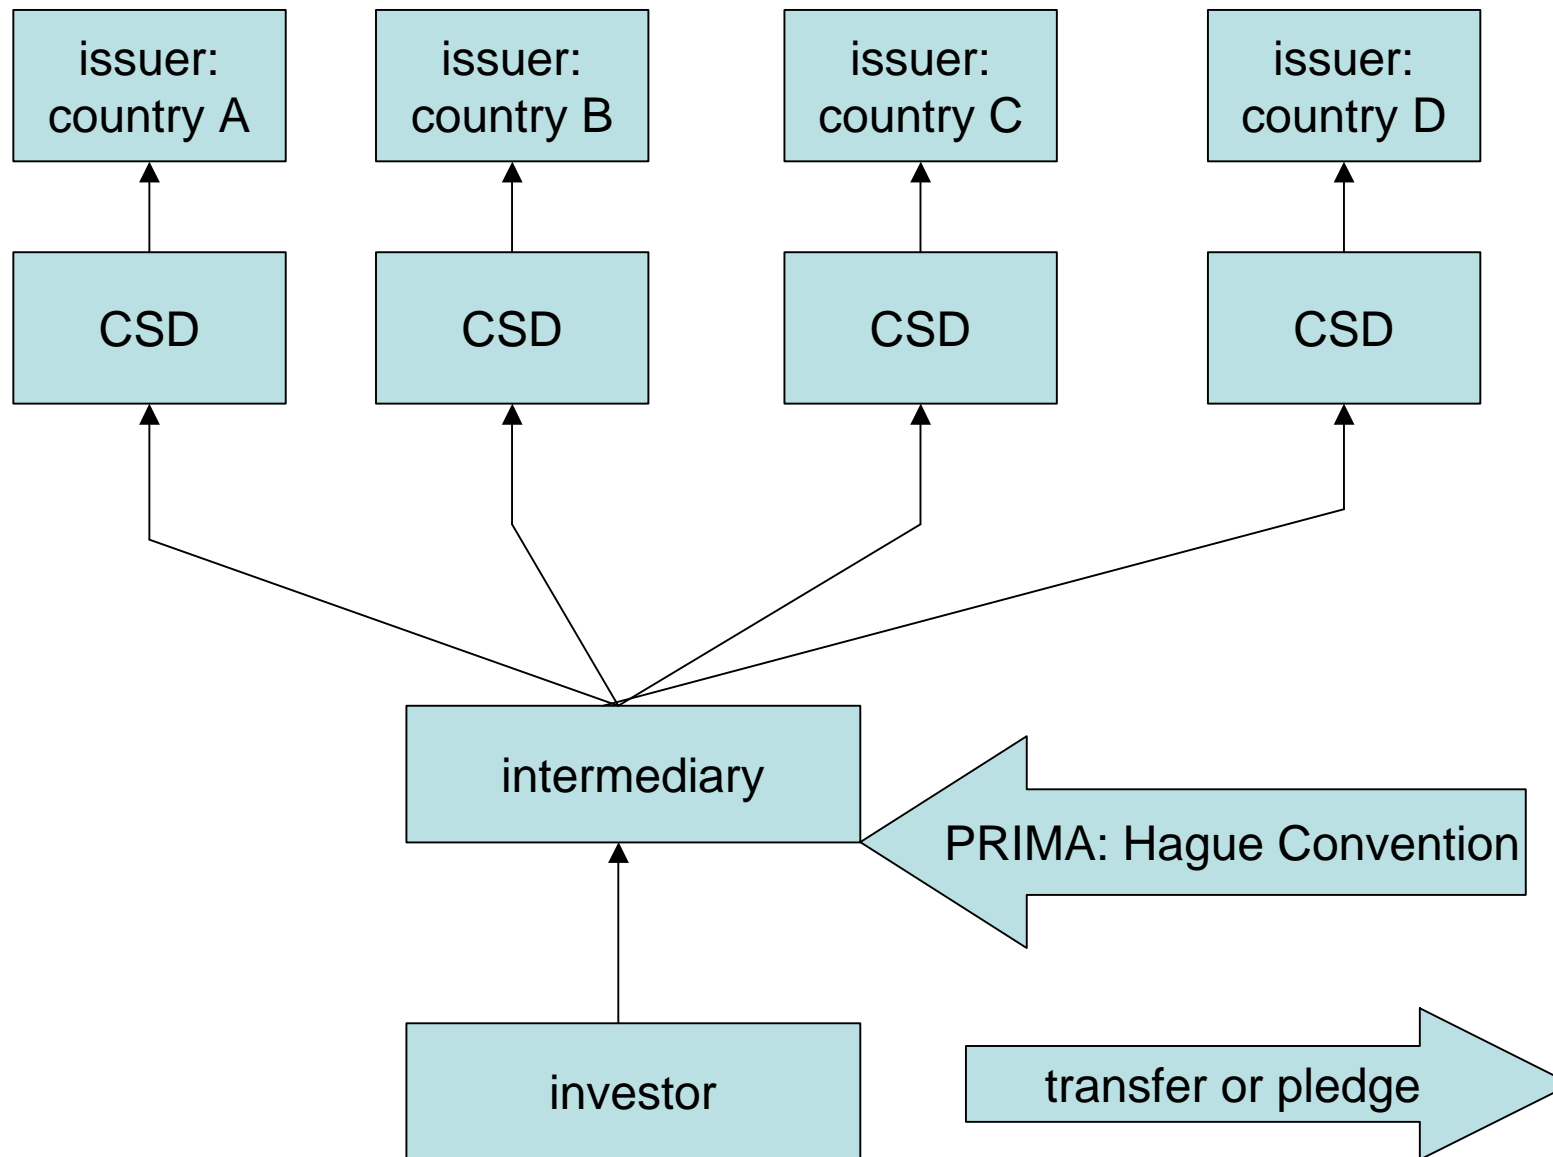 issuer:
country A
issuer:
country B
issuer:
country C
issuer:
country D
CSD
CSD
CSD
CSD
intermediary
PRIMA: Hague Convention
investor
transfer or pledge